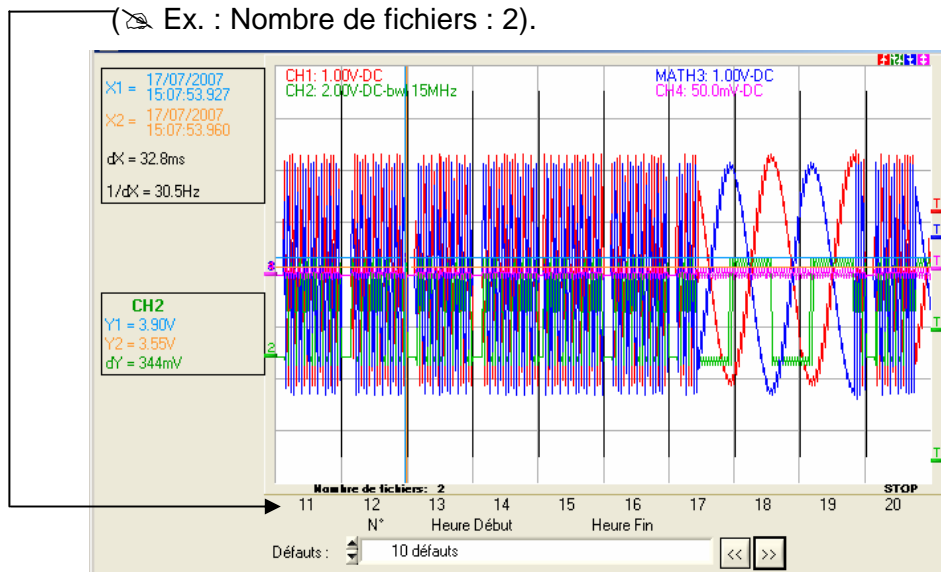 (✎ Ex. : Nombre de fichiers : 2).
X1 = 17/07/2007
15:07:53.927
X2 = 17/07/2007
15:07:53.960
dX = 32.8ms
1/dX = 30.5Hz
CH1: 1.00V-DC
MATH3: 1.00V-DC
CH2: 2.00V-DC-bwl 15MHz
CH4: 50.0mV-DC
T
T
T
T
T
2
CH2
Y1 = 3.90V
Y2 = 3.55V
dY = 344mV
Nombre de fichiers: 2
STOP
11 12 13 14 15 16 17 18 19 20
N° Heure Début Heure Fin
Défauts : 10 défauts << >>